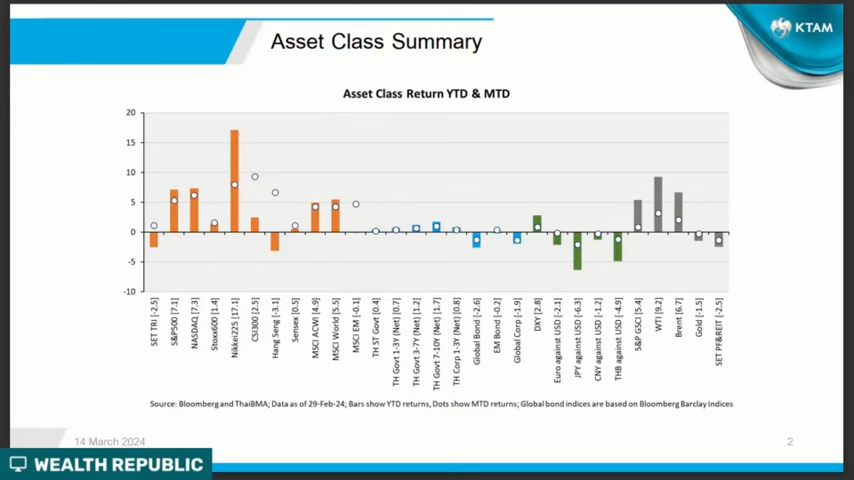 KTAM
Asset Class Summary
Asset Class Return YTD & MTD
20
15
10
5
0
-5
-10
SET TRI [-2.5]
S&P500 [7.1]
NASDAQ [7.3]
Stoxx600 [1.4]
Nikkei225 [17.1]
CSI300 [2.5]
Hang Seng [-3.1]
Sensex [0.5]
MSCI ACWI [4.9]
MSCI World [5.5]
MSCI EM [-0.1]
TH ST Govt [0.4]
TH Govt 1-3Y (Net) [0.7]
TH Govt 3-7Y (Net) [1.2]
TH Govt 7-10Y (Net) [1.7]
TH Corp 1-3Y (Net) [0.8]
Global Bond [-2.6]
EM Bond [-0.2]
Global Corp [-1.9]
DXY [2.8]
Euro against USD [-2.1]
JPY against USD [-6.3]
CNY against USD [-1.2]
THB against USD [-4.9]
S&P GSCI [5.4]
WTI [9.2]
Brent [6.7]
Gold [-1.5]
SET PF&REIT [-2.5]
Source: Bloomberg and ThaiBMA; Data as of 29-Feb-24; Bars show YTD returns, Dots show MTD returns; Global bond indices are based on Bloomberg Barclay Indices
14 March 2024
2
WEALTH REPUBLIC